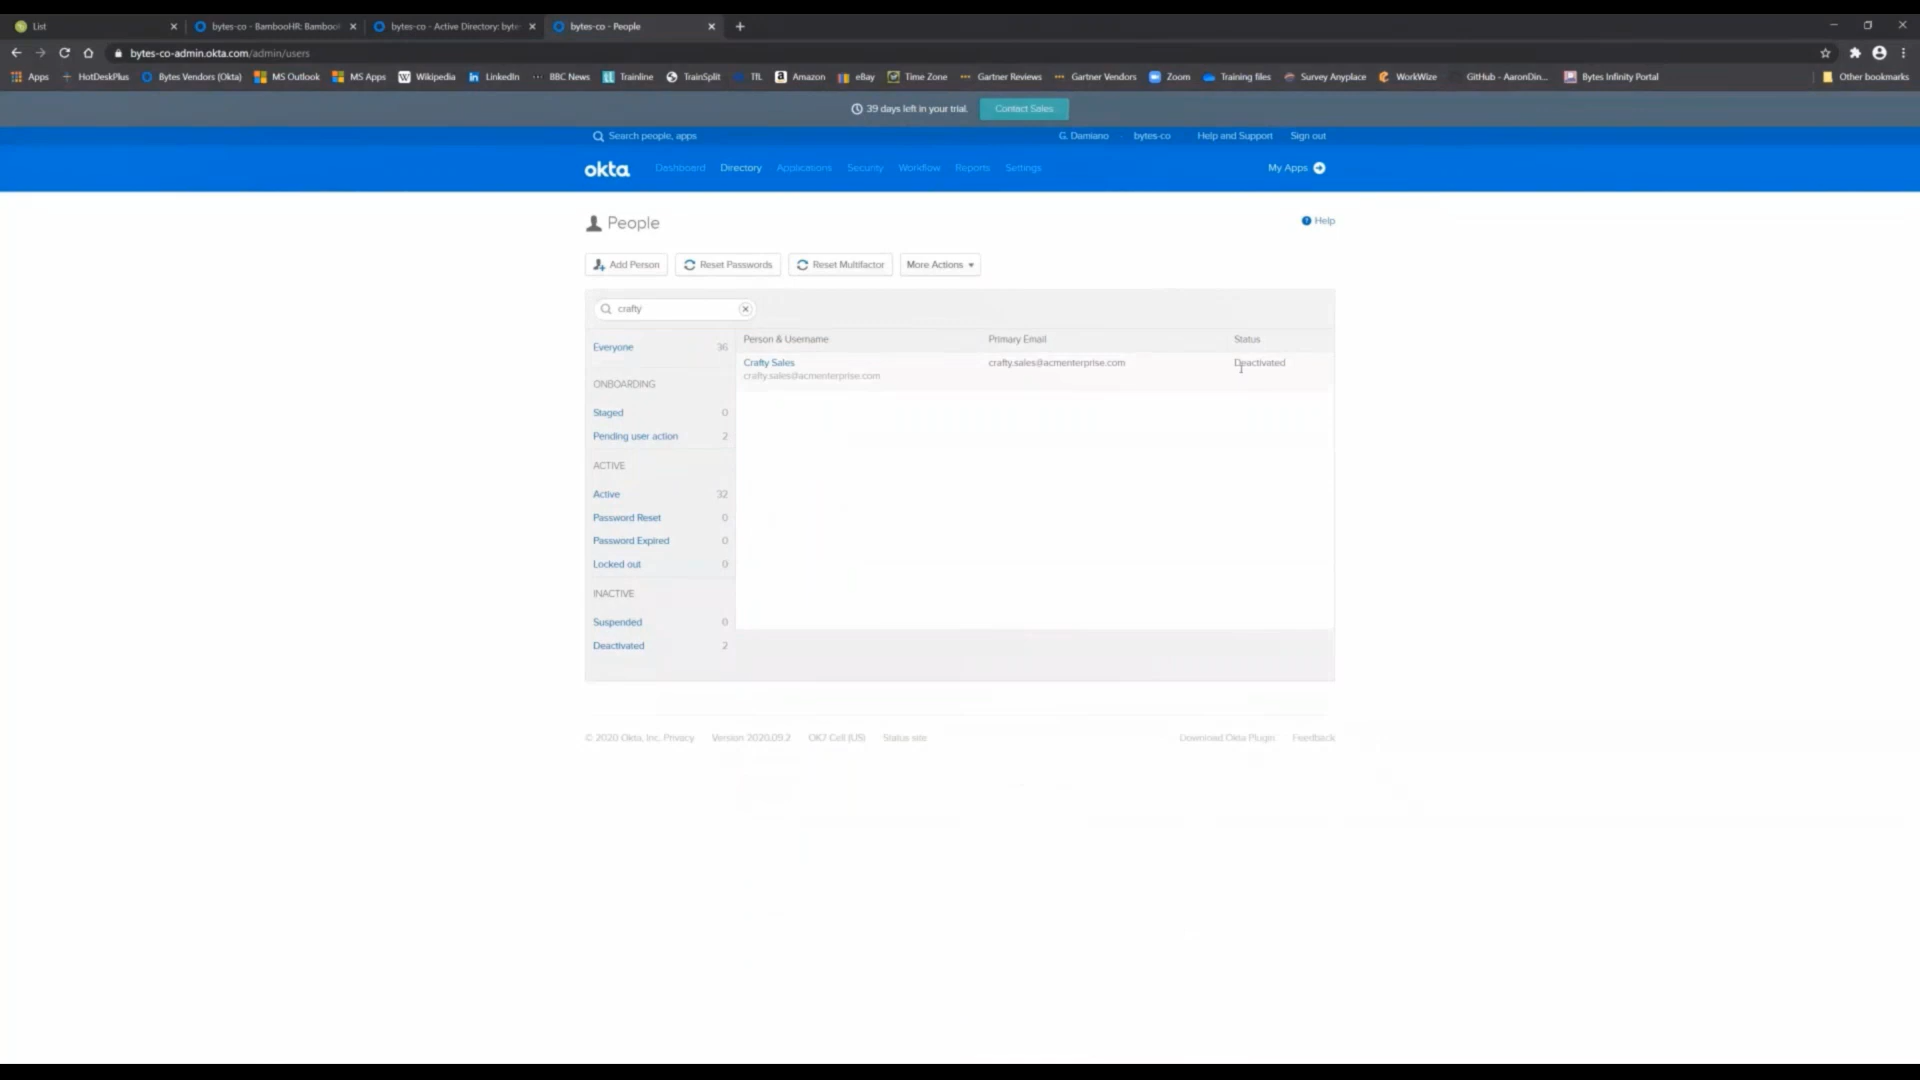 List
bytes-co - BambooHR: Bamboo
bytes-co - Active Directory: byte
bytes-co - People
bytes-co-admin.okta.com/admin/users
Apps HotDeskPlus Bytes Vendors (Okta) MS Outlook MS Apps Wikipedia LinkedIn BBC News Trainline TrainSplit TfL Amazon eBay Time Zone Gartner Reviews Gartner Vendors Zoom Training files Survey Anyplace WorkWize GitHub - AaronDin... Bytes Infinity Portal Other bookmarks
39 days left in your trial. Contact Sales
Search people, apps G. Damiano bytes-co Help and Support Sign out
okta Dashboard Directory Applications Security Workflow Reports Settings My Apps
People Help
Add Person Reset Passwords Reset Multifactor More Actions
crafty
Person & Username Primary Email Status
Everyone 36
Crafty Sales crafty.sales@acmenterprise.com Deactivated
crafty.sales@acmenterprise.com
ONBOARDING
Staged 0
Pending user action 2
ACTIVE
Active 32
Password Reset 0
Password Expired 0
Locked out 0
INACTIVE
Suspended 0
Deactivated 2
© 2020 Okta, Inc. Privacy Version 2020.09.2 OK7 Cell (US) Status site Download Okta Plugin Feedback